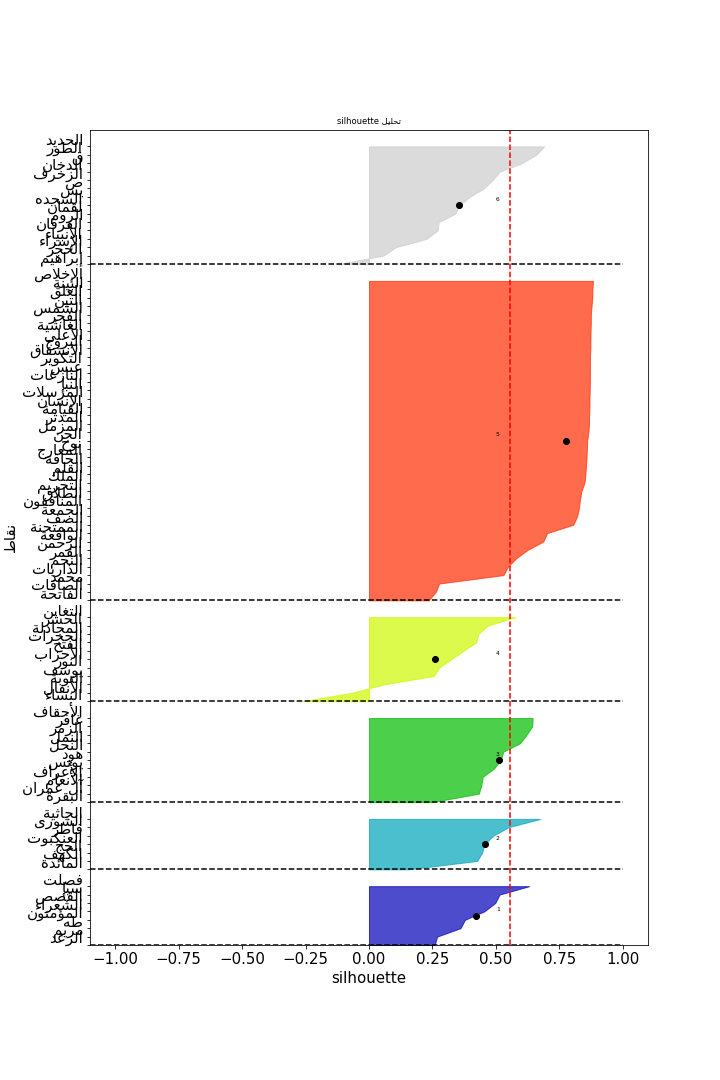 تحليل silhouette
الحديد
الطور
ق
الدخان
الزخرف
ص
يس
السجده
لقمان
الروم
الفرقان
الأنبياء
الإسراء
الحجر
إبراهيم
6
الإخلاص
البينة
العلق
التين
الشمس
الفجر
الغاشية
الأعلى
البروج
الانشقاق
التكوير
عبس
النازعات
النبأ
المرسلات
الإنسان
القيامة
المدثر
المزمل
الجن
نوح
المعارج
الحاقة
القلم
الملك
التحريم
الطلاق
المنافقون
الجمعة
الصف
الممتحنة
الواقعة
الرحمن
القمر
النجم
الذاريات
محمد
الصافات
الفاتحة
5
التغابن
الحشر
المجادلة
الحجرات
الفتح
الأحزاب
النور
يوسف
التوبة
الأنفال
النساء
4
الأحقاف
غافر
الزمر
النمل
النحل
هود
يونس
الأعراف
الأنعام
آل عمران
البقرة
3
الجاثية
الشورى
فاطر
العنكبوت
الحج
الكهف
المائدة
2
فصلت
سبأ
القصص
الشعراء
المؤمنون
طه
مريم
الرعد
1
نقاط
−1.00 −0.75 −0.50 −0.25 0.00 0.25 0.50 0.75 1.00
silhouette